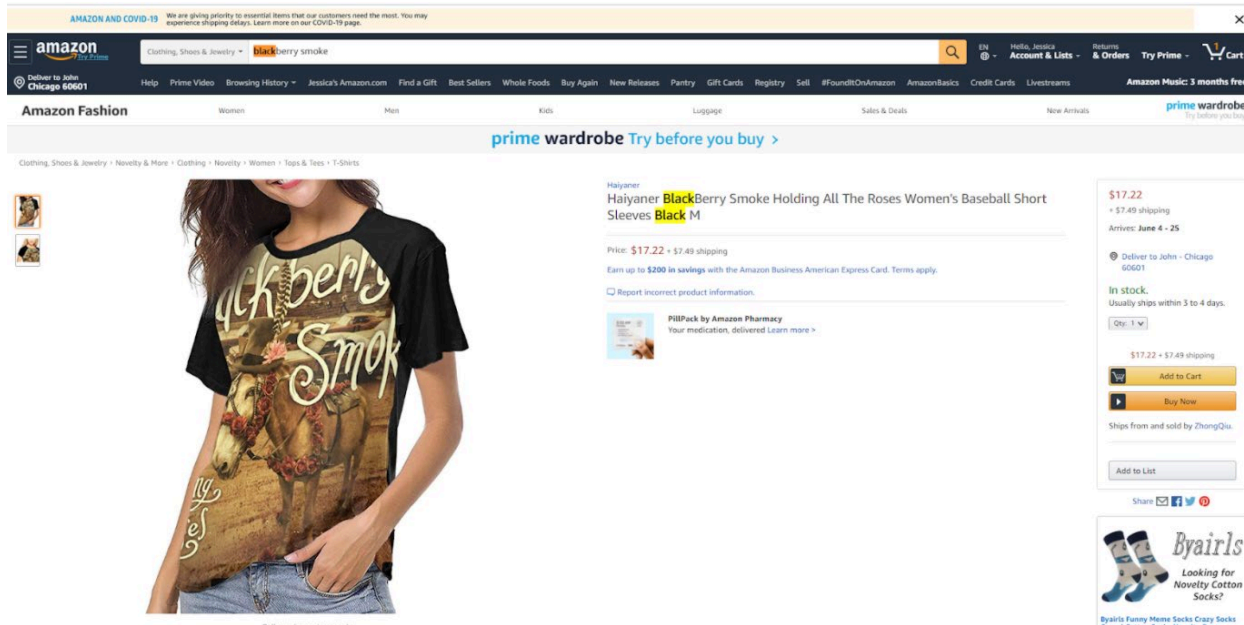 AMAZON AND COVID-19 We are giving priority to essential items that our customers need the most. You may
experience shipping delays. Learn more on our COVID-19 page.
amazon
Try Prime
Clothing, Shoes & Jewelry
blackberry smoke
EN
Hello, Jessica
Account & Lists
Returns
& Orders
Try Prime
1
Cart
Deliver to John
Chicago 60601
Help Prime Video Browsing History Jessica's Amazon.com Find a Gift Best Sellers Whole Foods Buy Again New Releases Pantry Gift Cards Registry Sell #FounditOnAmazon AmazonBasics Credit Cards Livestreams
Amazon Music: 3 months free
Amazon Fashion Women Men Kids Luggage Sales & Deals New Arrivals
prime wardrobe
Try before you buy
prime wardrobe Try before you buy >
Clothing, Shoes & Jewelry › Novelty & More › Clothing › Novelty › Women › Tops & Tees › T-Shirts
ackberry
Smok
ng
es
Haiyaner
Haiyaner BlackBerry Smoke Holding All The Roses Women's Baseball Short
Sleeves Black M
Price: $17.22 + $7.49 shipping
Earn up to $200 in savings with the Amazon Business American Express Card. Terms apply.
Report incorrect product information.
PillPack by Amazon Pharmacy
Your medication, delivered Learn more >
$17.22
+ $7.49 shipping
Arrives: June 4 - 25
Deliver to John - Chicago
60601
In stock.
Usually ships within 3 to 4 days.
Qty: 1
$17.22 + $7.49 shipping
Add to Cart
Buy Now
Ships from and sold by ZhongQiu.
Add to List
Share
Byairls
Looking for
Novelty Cotton
Socks?
Byairls Funny Meme Socks Crazy Socks